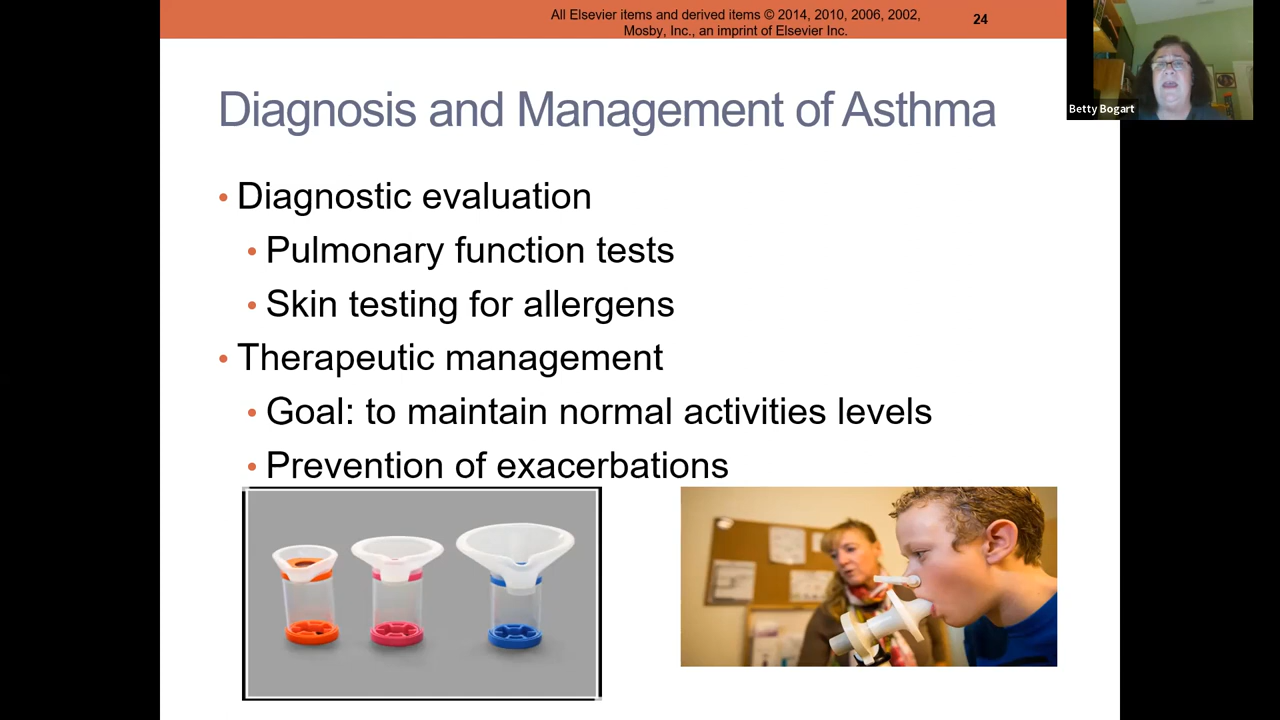 All Elsevier items and derived items © 2014, 2010, 2006, 2002,
Mosby, Inc., an imprint of Elsevier Inc.
24
Betty Bogart
Diagnosis and Management of Asthma
• Diagnostic evaluation
• Pulmonary function tests
• Skin testing for allergens
• Therapeutic management
• Goal: to maintain normal activities levels
• Prevention of exacerbations